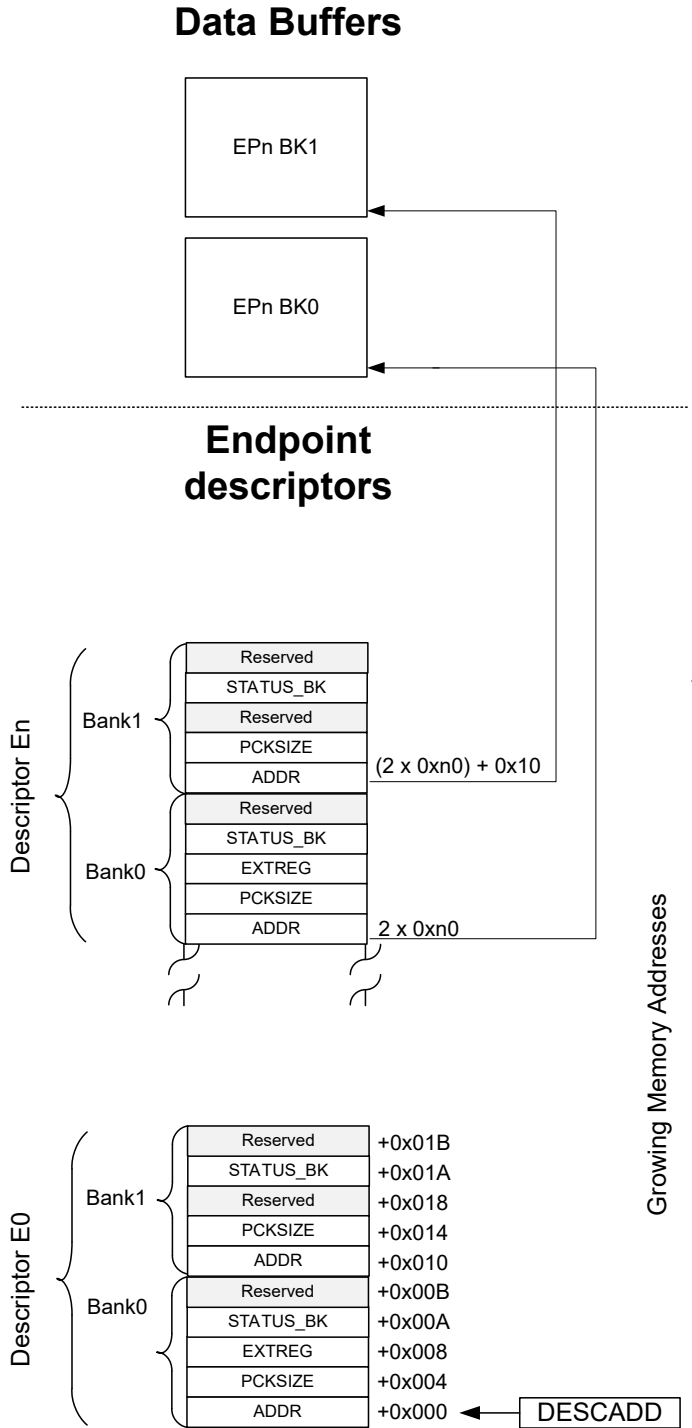 Data Buffers
EPn BK1
EPn BK0
Endpoint
descriptors
Descriptor En
Bank1
Reserved
STATUS_BK
Reserved
PCKSIZE
ADDR
(2 x 0xn0) + 0x10
Bank0
Reserved
STATUS_BK
EXTREG
PCKSIZE
ADDR
2 x 0xn0
Growing Memory Addresses
Descriptor E0
Bank1
Reserved +0x01B
STATUS_BK +0x01A
Reserved +0x018
PCKSIZE +0x014
ADDR +0x010
Bank0
Reserved +0x00B
STATUS_BK +0x00A
EXTREG +0x008
PCKSIZE +0x004
ADDR +0x000 DESCADD